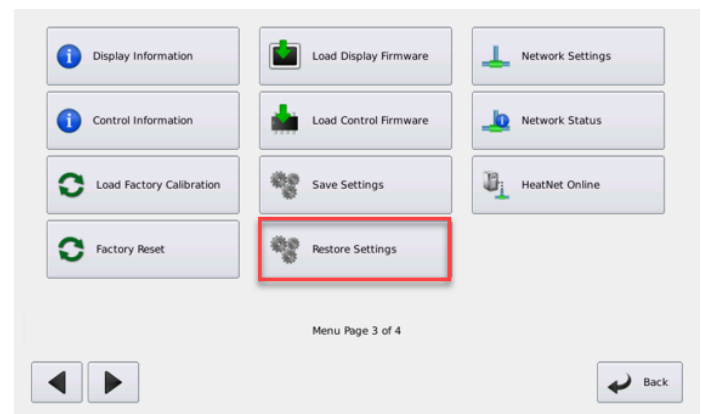 Display Information
Load Display Firmware
Network Settings
Control Information
Load Control Firmware
Network Status
Load Factory Calibration
Save Settings
HeatNet Online
Factory Reset
Restore Settings
Menu Page 3 of 4
Back